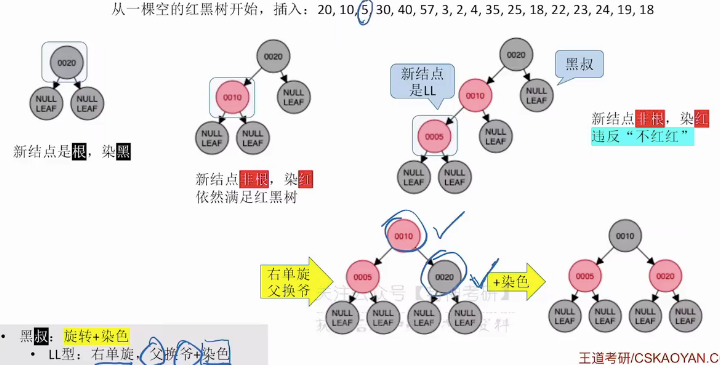 从一棵空的红黑树开始，插入：20, 10, 5, 30, 40, 57, 3, 2, 4, 35, 25, 18, 22, 23, 24, 19, 18
0020
NULL LEAF
NULL LEAF
新结点是根，染黑
0020
0010
NULL LEAF
NULL LEAF
NULL LEAF
新结点非根，染红
依然满足红黑树
新结点
是LL
黑叔
0020
0010
NULL LEAF
0005
NULL LEAF
NULL LEAF
NULL LEAF
新结点非根，染红
违反“不红红”
右单旋
父换爷
0010
0005
0020
NULL LEAF
NULL LEAF
NULL LEAF
NULL LEAF
+染色
0010
0005
0020
NULL LEAF
NULL LEAF
NULL LEAF
NULL LEAF
• 黑叔：旋转+染色
• LL型：右单旋，父换爷+染色
王道考研/CSKAOYAN.C